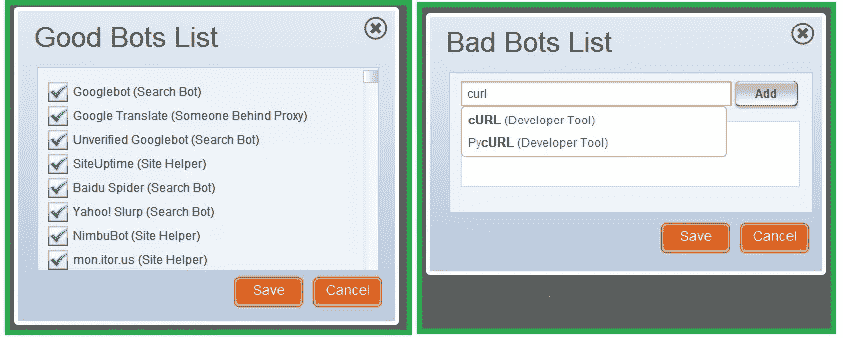 Good Bots List
Googlebot (Search Bot)
Google Translate (Someone Behind Proxy)
Unverified Googlebot (Search Bot)
SiteUptime (Site Helper)
Baidu Spider (Search Bot)
Yahoo! Slurp (Search Bot)
NimbuBot (Site Helper)
mon.itor.us (Site Helper)
Save Cancel
Bad Bots List
curl Add
cURL (Developer Tool)
PycURL (Developer Tool)
Save Cancel